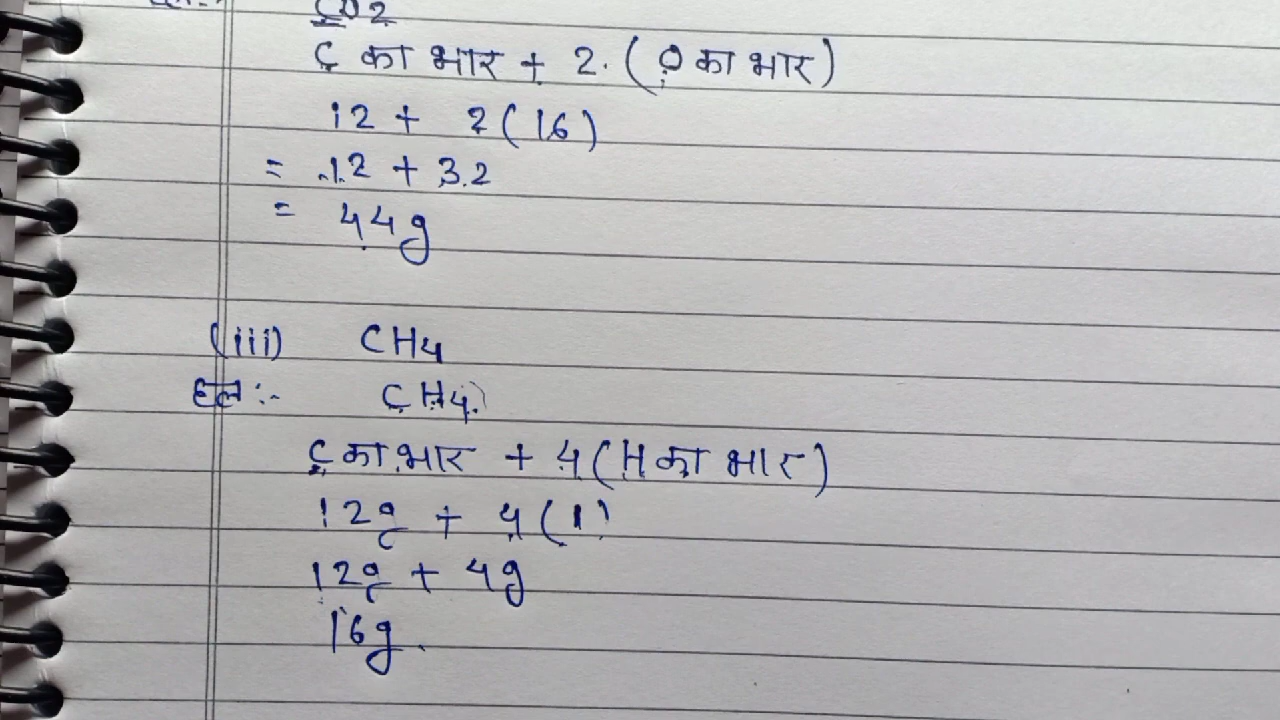 CO2
C का भार + 2. (O का भार)
12 + 2(16)
= 12 + 32
= 44g
(iii) CH4
हल :- CH4
C का भार + 4 (H का भार)
12g + 4 (1)
12g + 4g
16g.